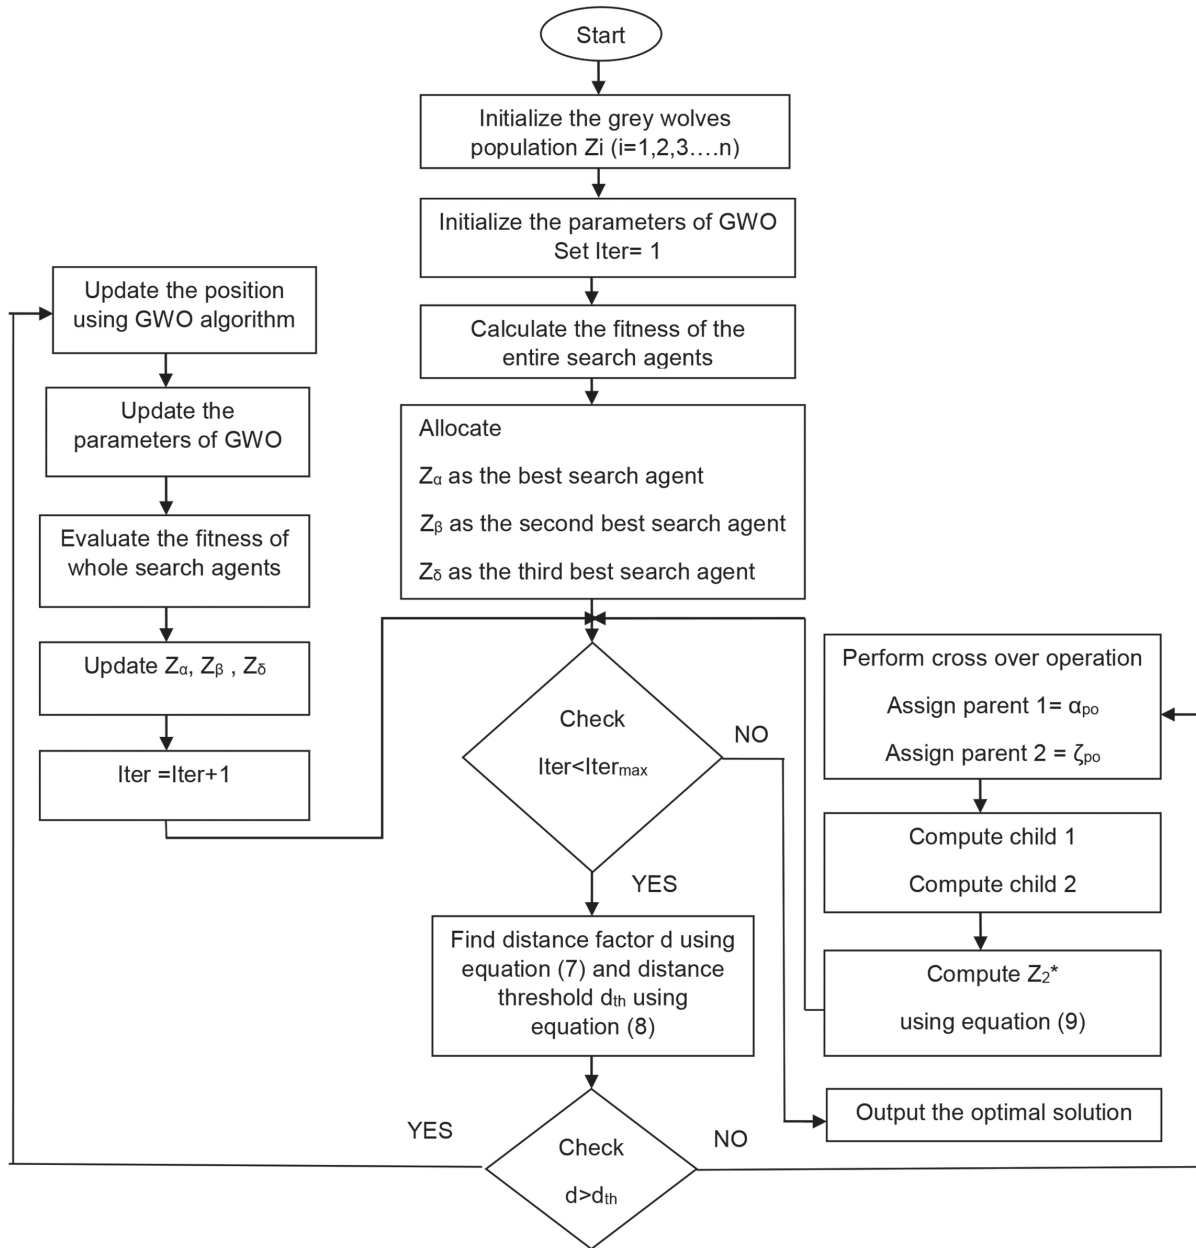 Start
Initialize the grey wolves
population Zi (i=1,2,3….n)
Initialize the parameters of GWO
Set Iter= 1
Calculate the fitness of the
entire search agents
Allocate
Zα as the best search agent
Zβ as the second best search agent
Zδ as the third best search agent
Check
Iter<Itermax
NO
YES
Find distance factor d using
equation (7) and distance
threshold dth using
equation (8)
Check
d>dth
YES
NO
Update the position
using GWO algorithm
Update the
parameters of GWO
Evaluate the fitness of
whole search agents
Update Zα, Zβ , Zδ
Iter =Iter+1
Perform cross over operation
Assign parent 1= αpo
Assign parent 2 = ζpo
Compute child 1
Compute child 2
Compute Z2*
using equation (9)
Output the optimal solution